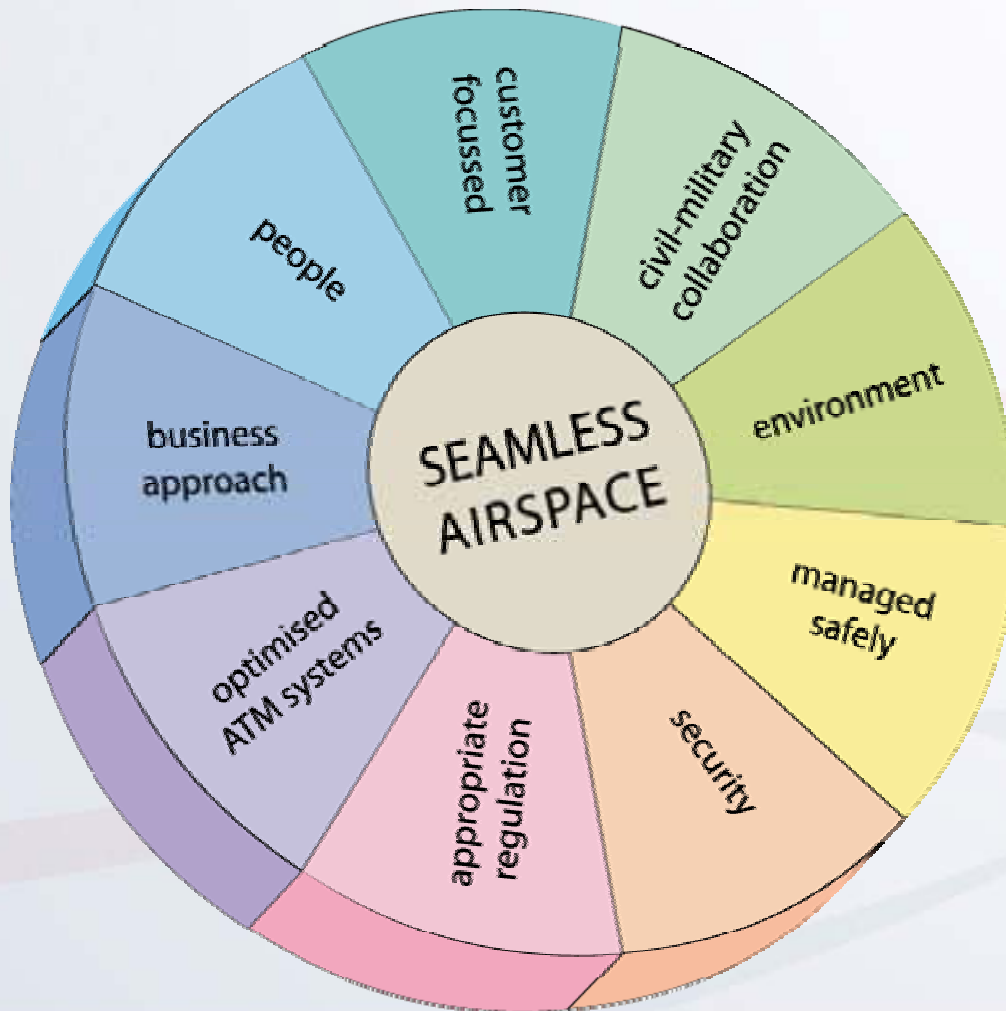 SEAMLESS
AIRSPACE
customer
focussed
civil-military
collaboration
environment
managed
safely
security
appropriate
regulation
optimised
ATM systems
business
approach
people